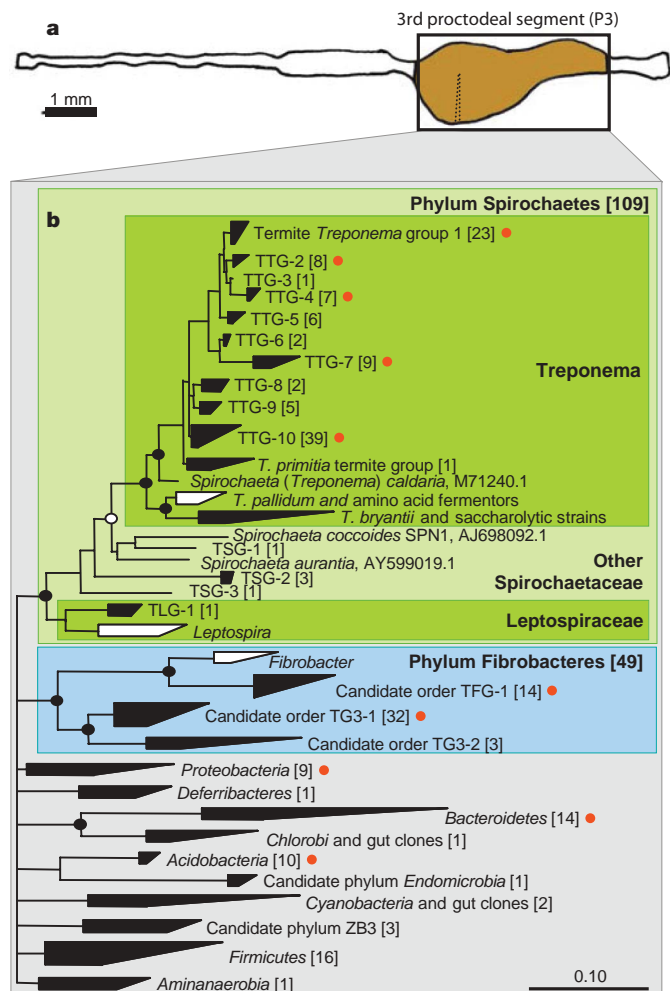 3rd proctodeal segment (P3)
a
1 mm
b
Phylum Spirochaetes [109]
Termite Treponema group 1 [23]
TTG-2 [8]
TTG-3 [1]
TTG-4 [7]
TTG-5 [6]
TTG-6 [2]
TTG-7 [9]
Treponema
TTG-8 [2]
TTG-9 [5]
TTG-10 [39]
T. primitia termite group [1]
Spirochaeta (Treponema) caldaria, M71240.1
T. pallidum and amino acid fermentors
T. bryantii and saccharolytic strains
Spirochaeta coccoides SPN1, AJ698092.1
TSG-1 [1]
Spirochaeta aurantia, AY599019.1
Other
Spirochaetaceae
TSG-2 [3]
TSG-3 [1]
TLG-1 [1]
Leptospiraceae
Leptospira
Fibrobacter
Phylum Fibrobacteres [49]
Candidate order TFG-1 [14]
Candidate order TG3-1 [32]
Candidate order TG3-2 [3]
Proteobacteria [9]
Deferribacteres [1]
Bacteroidetes [14]
Chlorobi and gut clones [1]
Acidobacteria [10]
Candidate phylum Endomicrobia [1]
Cyanobacteria and gut clones [2]
Candidate phylum ZB3 [3]
Firmicutes [16]
Aminanaerobia [1]
0.10